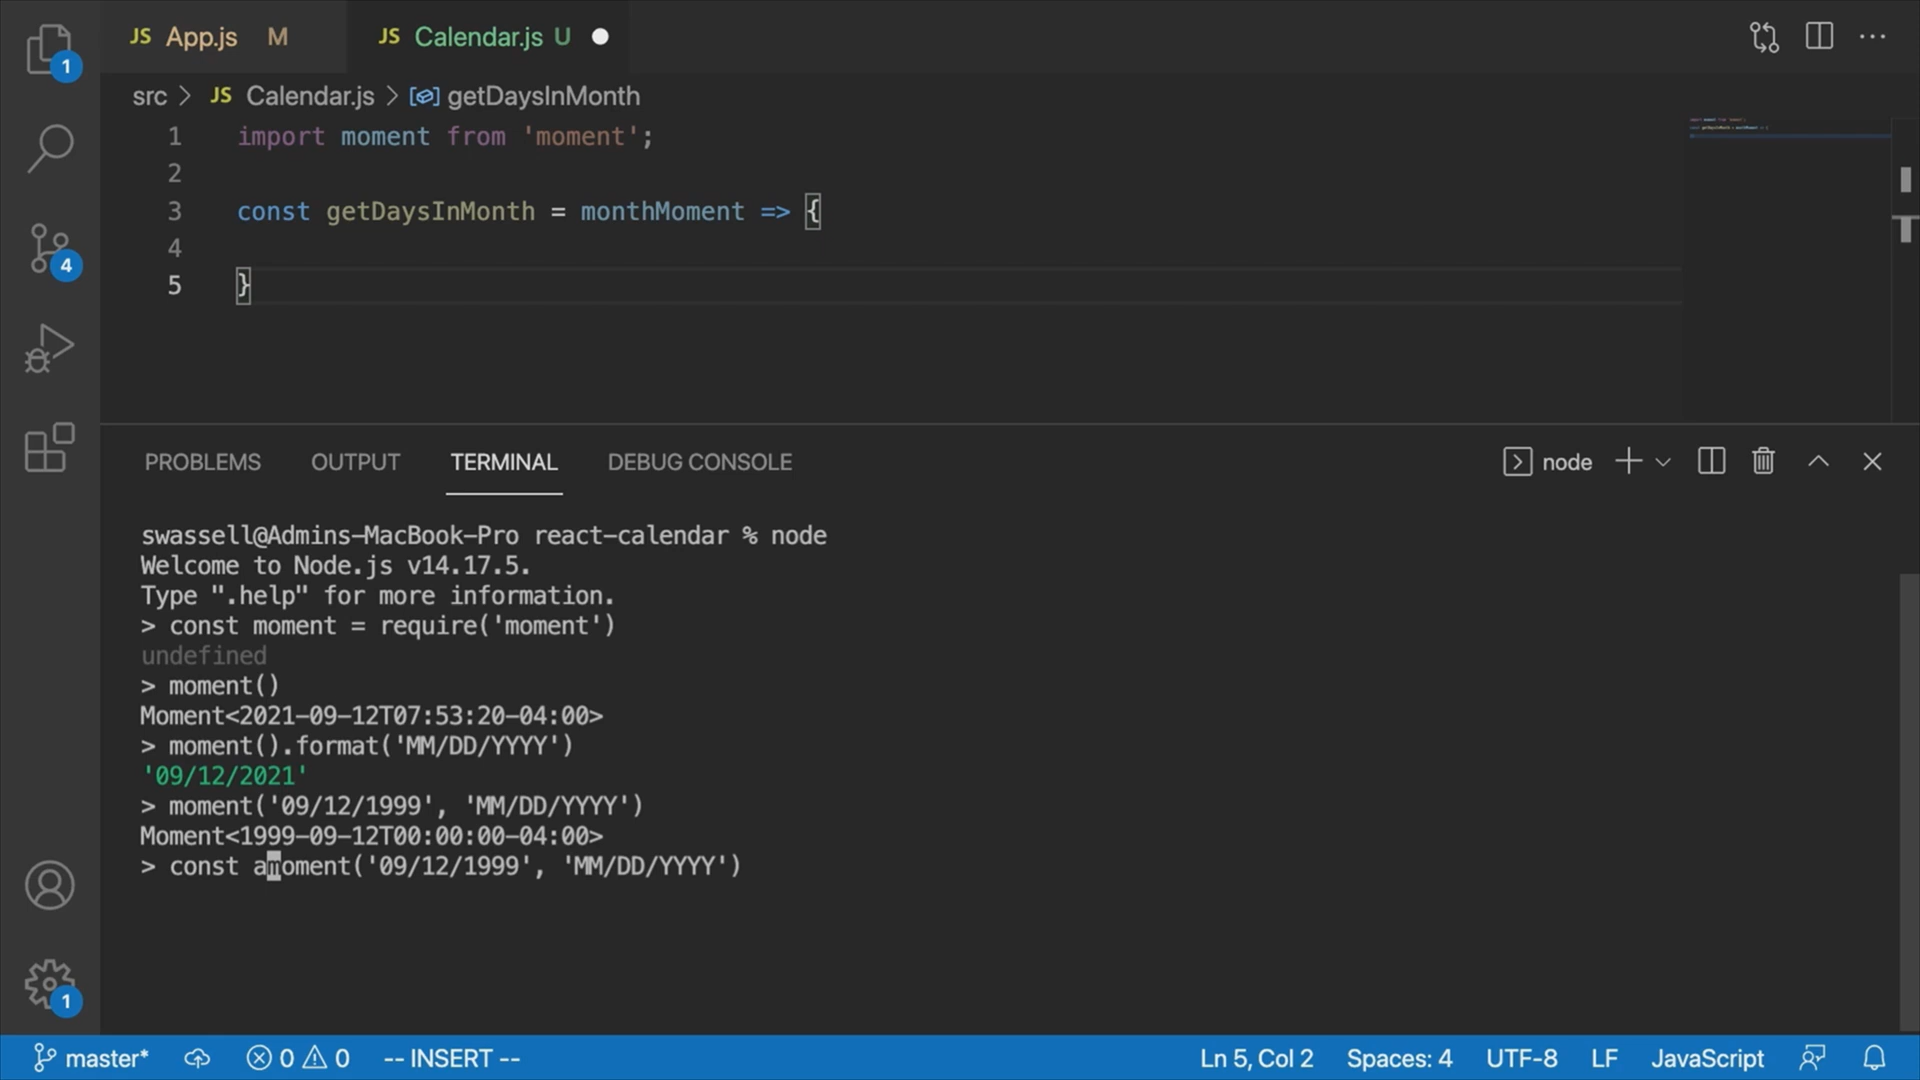 JS App.js M JS Calendar.js U
1
src > JS Calendar.js > getDaysInMonth
1 import moment from 'moment';
2
3 const getDaysInMonth = monthMoment => {
4
4
5 }
PROBLEMS OUTPUT TERMINAL DEBUG CONSOLE node
swassell@Admins-MacBook-Pro react-calendar % node
Welcome to Node.js v14.17.5.
Type ".help" for more information.
> const moment = require('moment')
undefined
> moment()
Moment<2021-09-12T07:53:20-04:00>
> moment().format('MM/DD/YYYY')
'09/12/2021'
> moment('09/12/1999', 'MM/DD/YYYY')
Moment<1999-09-12T00:00:00-04:00>
> const amoment('09/12/1999', 'MM/DD/YYYY')
1
master* 0 0 -- INSERT -- Ln 5, Col 2 Spaces: 4 UTF-8 LF JavaScript